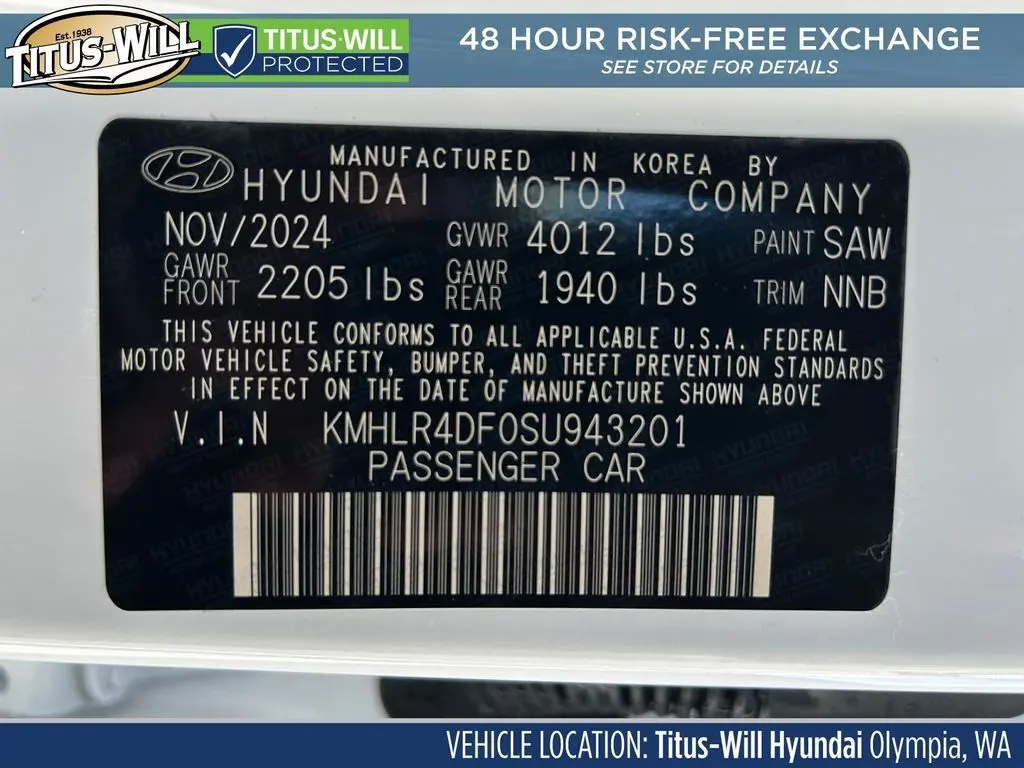 Est. 1938
TITUS-WILL
TITUS-WILL
PROTECTED
48 HOUR RISK-FREE EXCHANGE
SEE STORE FOR DETAILS
MANUFACTURED IN KOREA BY
HYUNDAI MOTOR COMPANY
NOV/2024 GVWR 4012 lbs PAINT SAW
GAWR FRONT 2205 lbs GAWR REAR 1940 lbs TRIM NNB
THIS VEHICLE CONFORMS TO ALL APPLICABLE U.S.A. FEDERAL
MOTOR VEHICLE SAFETY, BUMPER, AND THEFT PREVENTION STANDARDS
IN EFFECT ON THE DATE OF MANUFACTURE SHOWN ABOVE
V.I.N KMHLR4DF0SU943201
PASSENGER CAR
VEHICLE LOCATION: Titus-Will Hyundai Olympia, WA